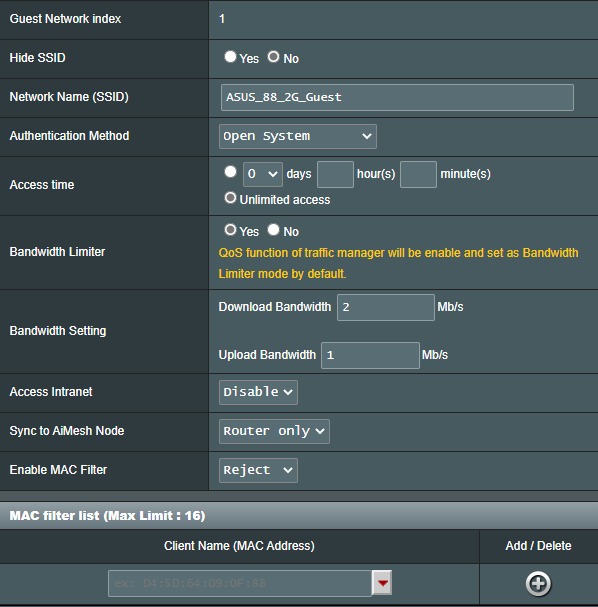 Guest Network index 1
Hide SSID Yes No
Network Name (SSID) ASUS_88_2G_Guest
Authentication Method Open System
Access time 0 days hour(s) minute(s)
Unlimited access
Bandwidth Limiter Yes No
QoS function of traffic manager will be enable and set as Bandwidth
Limiter mode by default.
Bandwidth Setting Download Bandwidth 2 Mb/s
Upload Bandwidth 1 Mb/s
Access Intranet Disable
Sync to AiMesh Node Router only
Enable MAC Filter Reject
MAC filter list (Max Limit : 16)
Client Name (MAC Address) Add / Delete
ex: D4:5D:64:09:0F:88